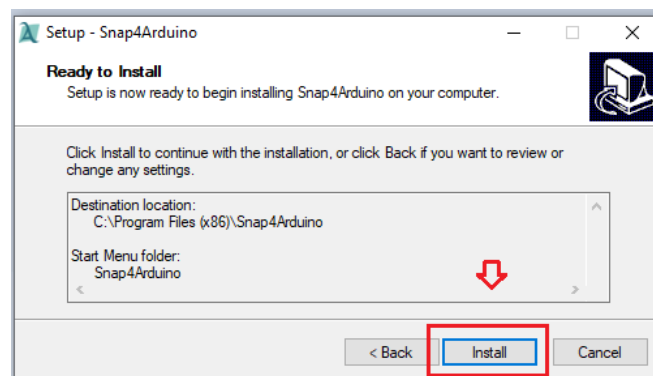 Setup - Snap4Arduino
Ready to Install
Setup is now ready to begin installing Snap4Arduino on your computer.
Click Install to continue with the installation, or click Back if you want to review or
change any settings.
Destination location:
C:\Program Files (x86)\Snap4Arduino
Start Menu folder:
Snap4Arduino
< Back
Install
Cancel